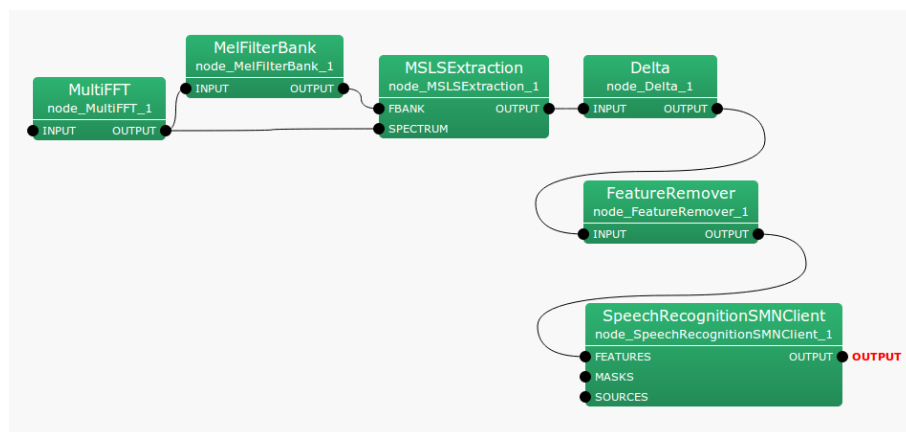 MultiFFT
node_MultiFFT_1
INPUT OUTPUT
MelFilterBank
node_MelFilterBank_1
INPUT OUTPUT
MSLSExtraction
node_MSLSExtraction_1
FBANK OUTPUT
SPECTRUM
Delta
node_Delta_1
INPUT OUTPUT
FeatureRemover
node_FeatureRemover_1
INPUT OUTPUT
SpeechRecognitionSMNClient
node_SpeechRecognitionSMNClient_1
FEATURES OUTPUT OUTPUT
MASKS
SOURCES